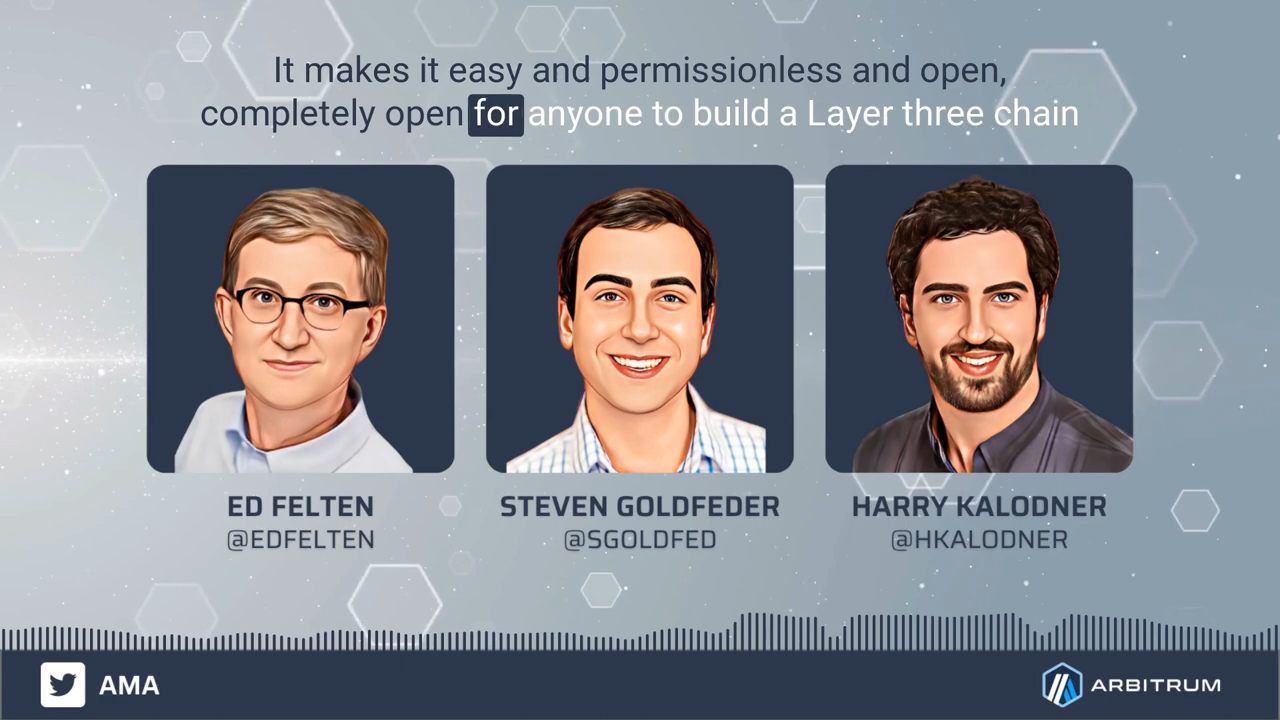 It makes it easy and permissionless and open,
completely open for anyone to build a Layer three chain
ED FELTEN
@EDFELTEN
STEVEN GOLDFEDER
@SGOLDFED
HARRY KALODNER
@HKALODNER
AMA
ARBITRUM